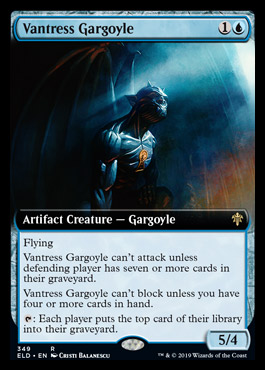 Vantress Gargoyle 1
Artifact Creature — Gargoyle
Flying
Vantress Gargoyle can't attack unless
defending player has seven or more cards in
their graveyard.
Vantress Gargoyle can't block unless you have
four or more cards in hand.
: Each player puts the top card of their library
into their graveyard.
5/4
349 R
ELD • EN CRISTI BALANESCU ™ & © 2019 Wizards of the Coast